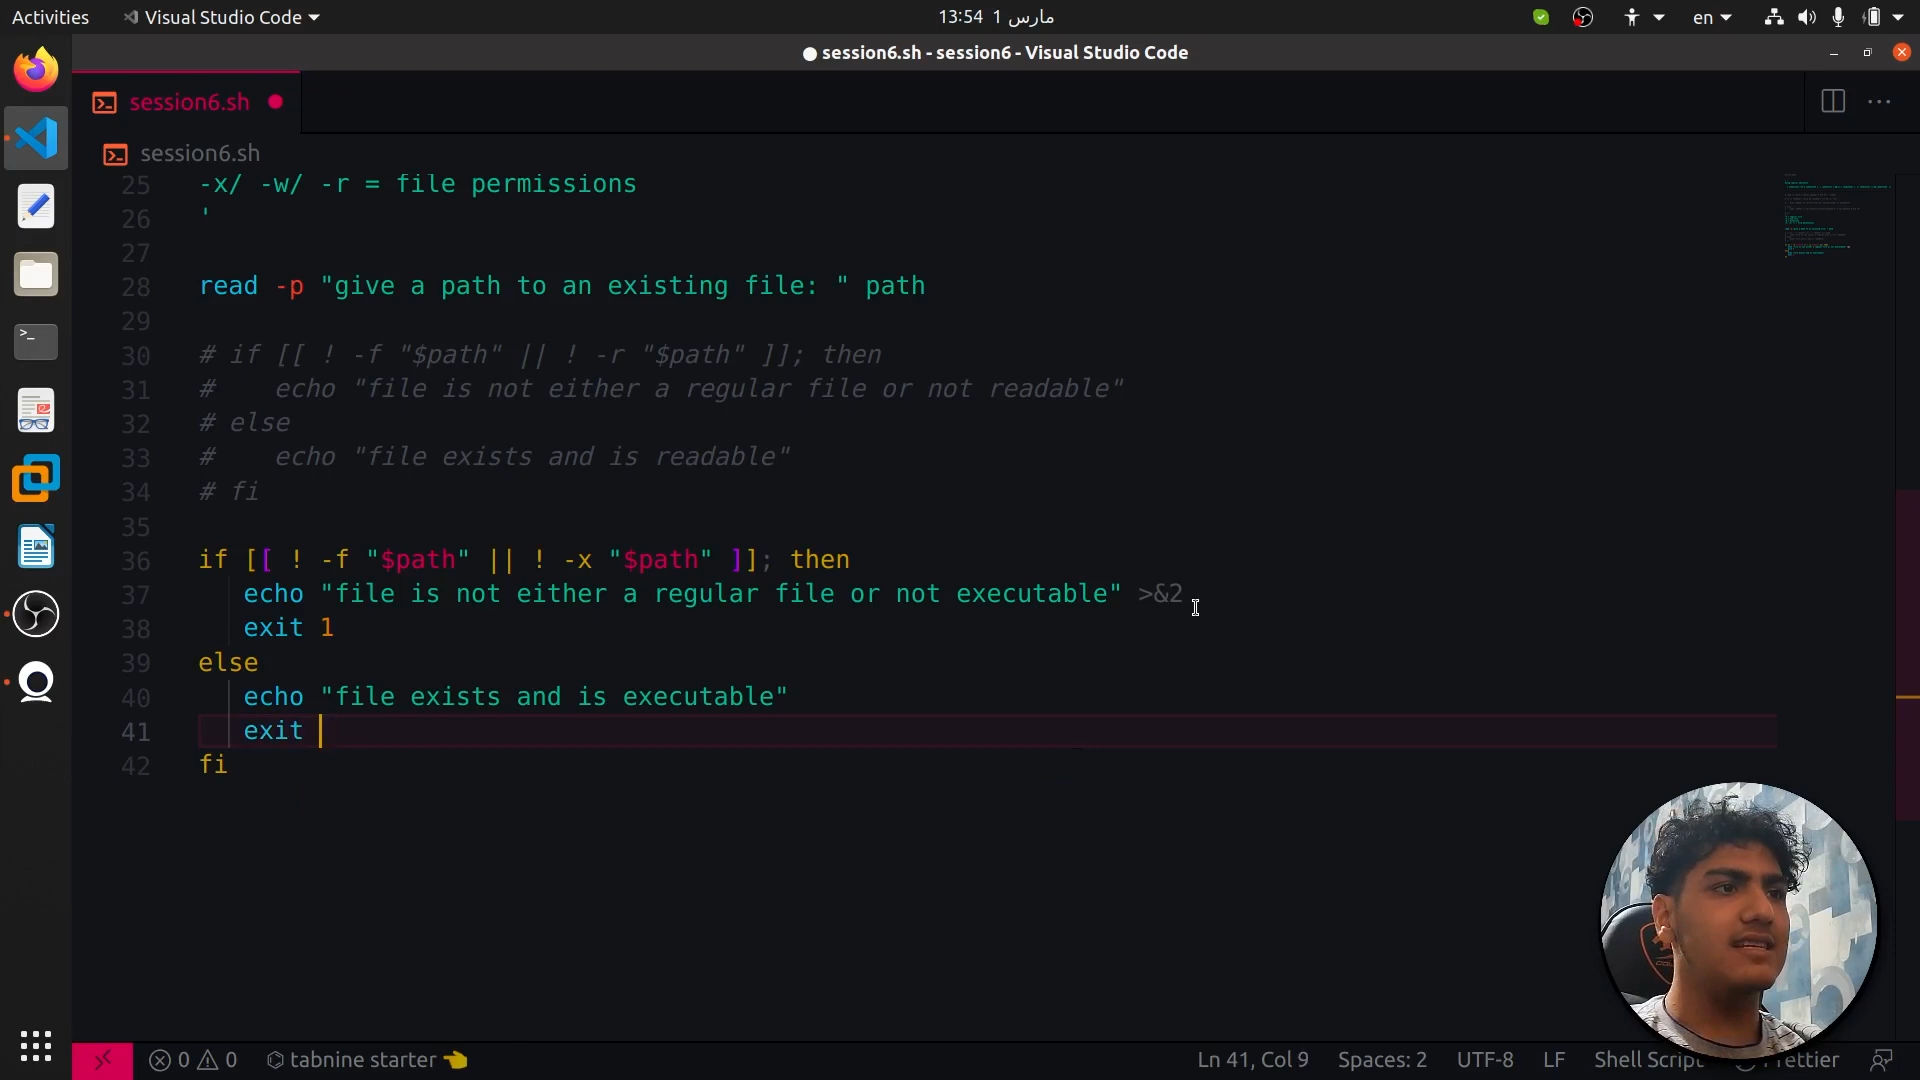 Activities
Visual Studio Code
13:54 1 مارس
en
● session6.sh - session6 - Visual Studio Code
session6.sh
session6.sh
25 -x/ -w/ -r = file permissions
26 '
27
28 read -p "give a path to an existing file: " path
29
30 # if [[ ! -f "$path" || ! -r "$path" ]]; then
31 #    echo "file is not either a regular file or not readable"
32 # else
33 #    echo "file exists and is readable"
34 # fi
35
36 if [[ ! -f "$path" || ! -x "$path" ]]; then
37    echo "file is not either a regular file or not executable" >&2
38    exit 1
39 else
40    echo "file exists and is executable"
41    exit
42 fi
0 0 tabnine starter 👈 Ln 41, Col 9 Spaces: 2 UTF-8 LF Shell Script Prettier